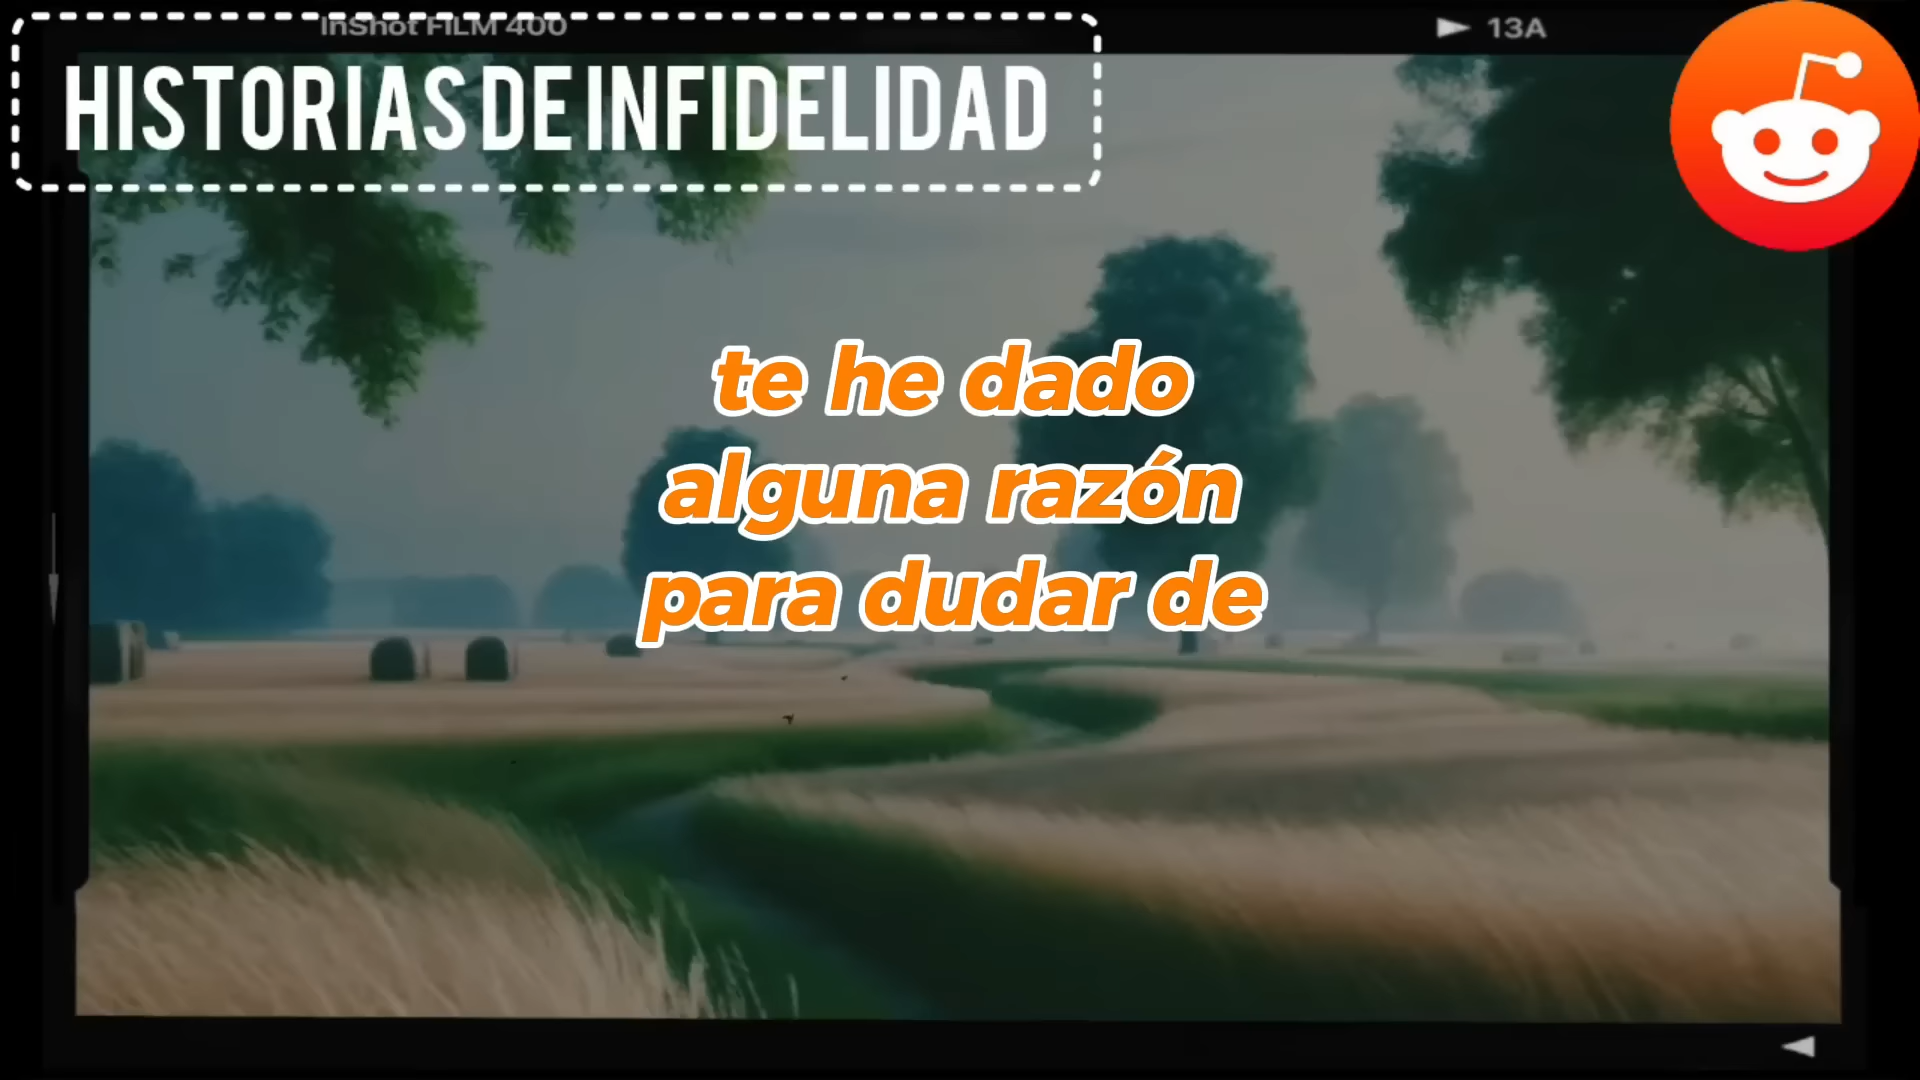 InShot FILM 400
13A
HISTORIAS DE INFIDELIDAD
te he dado
alguna razón
para dudar de